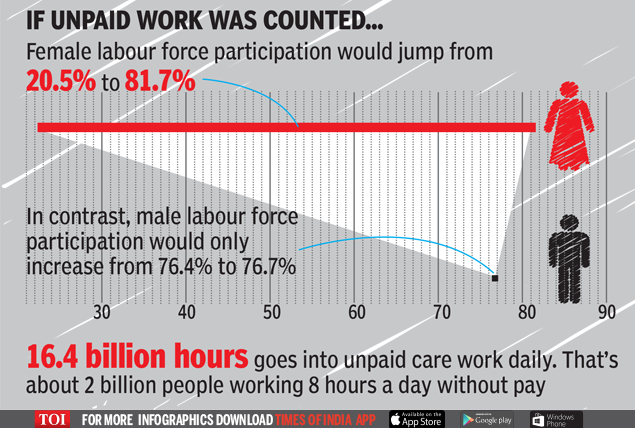 IF UNPAID WORK WAS COUNTED...
Female labour force participation would jump from
20.5% to 81.7%
In contrast, male labour force
participation would only
increase from 76.4% to 76.7%
30 40 50 60 70 80 90
16.4 billion hours goes into unpaid care work daily. That's
about 2 billion people working 8 hours a day without pay
TOI FOR MORE INFOGRAPHICS DOWNLOAD TIMES OF INDIA APP Available on the App Store Google play Windows Phone